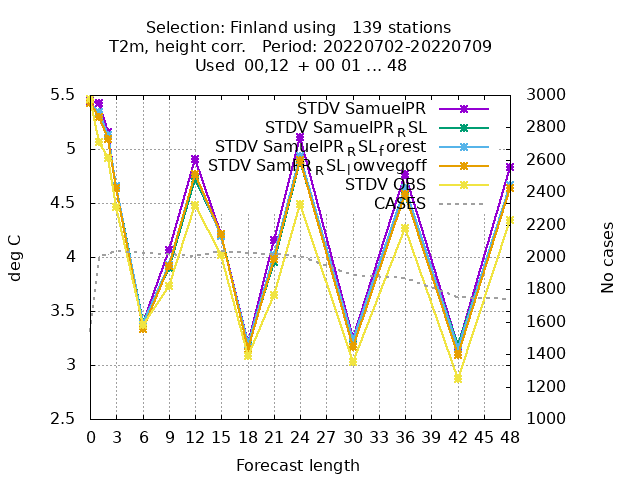 Selection: Finland using 139 stations
T2m, height corr. Period: 20220702-20220709
Used 00,12 + 00 01 ... 48
5.5
5
4.5
4
3.5
3
2.5
deg C
3000
2800
2600
2400
2200
2000
1800
1600
1400
1200
1000
No cases
STDV SamuelPR
STDV SamuelPR_RSL
STDV SamuelPR_RSL_forest
STDV SamuelPR_RSL_lowvegoff
STDV OBS
CASES
0 3 6 9 12 15 18 21 24 27 30 33 36 39 42 45 48
Forecast length